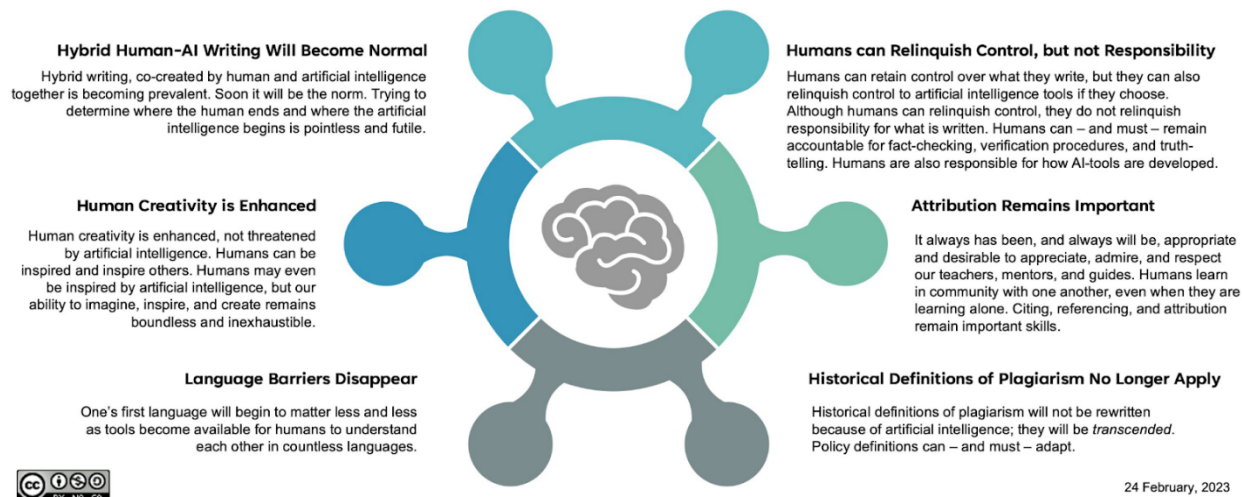 Hybrid Human-AI Writing Will Become Normal
Hybrid writing, co-created by human and artificial intelligence
together is becoming prevalent. Soon it will be the norm. Trying to
determine where the human ends and where the artificial
intelligence begins is pointless and futile.
Humans can Relinquish Control, but not Responsibility
Humans can retain control over what they write, but they can also
relinquish control to artificial intelligence tools if they choose.
Although humans can relinquish control, they do not relinquish
responsibility for what is written. Humans can – and must – remain
accountable for fact-checking, verification procedures, and truth-
telling. Humans are also responsible for how AI-tools are developed.
Human Creativity is Enhanced
Human creativity is enhanced, not threatened
by artificial intelligence. Humans can be
inspired and inspire others. Humans may even
be inspired by artificial intelligence, but our
ability to imagine, inspire, and create remains
boundless and inexhaustible.
Attribution Remains Important
It always has been, and always will be, appropriate
and desirable to appreciate, admire, and respect
our teachers, mentors, and guides. Humans learn
in community with one another, even when they are
learning alone. Citing, referencing, and attribution
remain important skills.
Language Barriers Disappear
One's first language will begin to matter less and less
as tools become available for humans to understand
each other in countless languages.
Historical Definitions of Plagiarism No Longer Apply
Historical definitions of plagiarism will not be rewritten
because of artificial intelligence; they will be transcended.
Policy definitions can – and must – adapt.
cc
24 February, 2023